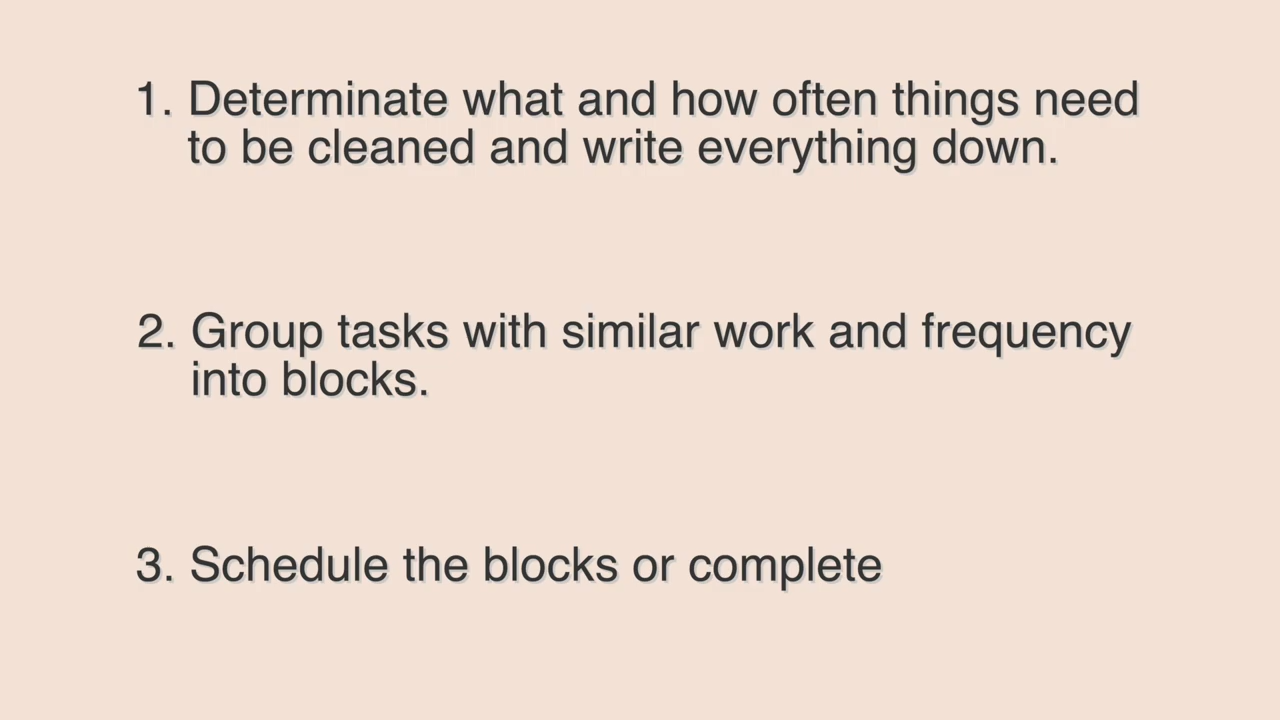 1. Determinate what and how often things need
to be cleaned and write everything down.
2. Group tasks with similar work and frequency
into blocks.
3. Schedule the blocks or complete